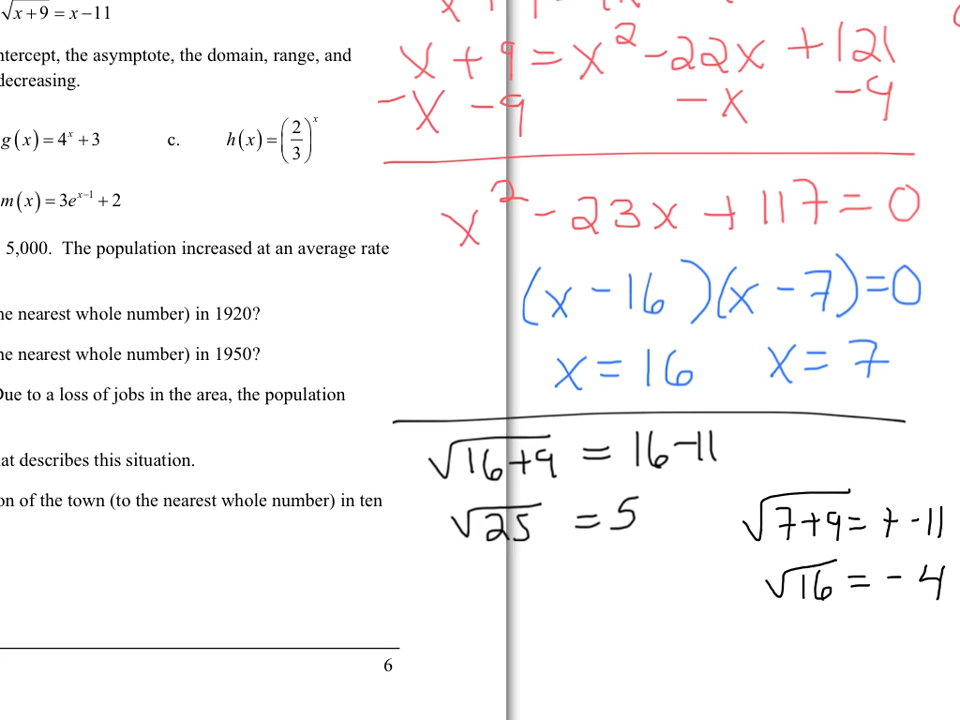 √x+9 = x−11
ntercept, the asymptote, the domain, range, and
decreasing.
g(x)=4^x+3 c. h(x)=(2/3)^x
m(x)=3e^(x−1)+2
5,000. The population increased at an average rate
ne nearest whole number) in 1920?
ne nearest whole number) in 1950?
Due to a loss of jobs in the area, the population
at describes this situation.
on of the town (to the nearest whole number) in ten
6
x + 9 = x² - 22x + 121
-x -9 -x -9
x² - 23x + 117 = 0
(x - 16)(x - 7) = 0
x = 16 x = 7
√16+9 = 16-11
√25 = 5
√7+9 = 7-11
√16 = -4